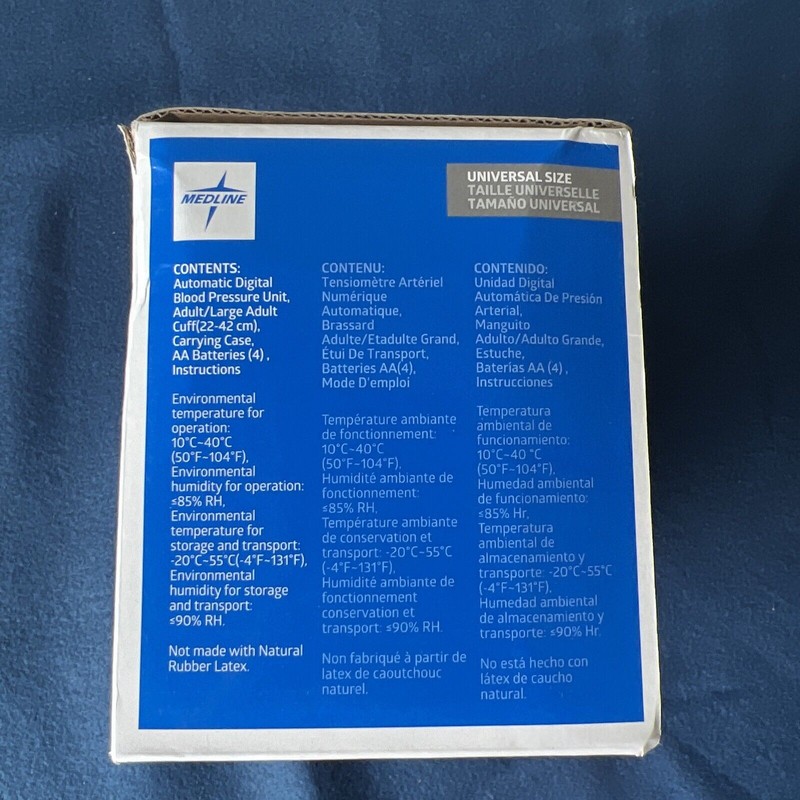 MEDLINE
UNIVERSAL SIZE
TAILLE UNIVERSELLE
TAMAÑO UNIVERSAL
CONTENTS:
Automatic Digital
Blood Pressure Unit,
Adult/Large Adult
Cuff(22-42 cm),
Carrying Case,
AA Batteries (4) ,
Instructions
Environmental
temperature for
operation:
10°C~40°C
(50°F~104°F),
Environmental
humidity for operation:
≤85% RH,
Environmental
temperature for
storage and transport:
-20°C~55°C(-4°F~131°F),
Environmental
humidity for storage
and transport:
≤90% RH.
Not made with Natural
Rubber Latex.
CONTENU:
Tensiomètre Artériel
Numérique
Automatique,
Brassard
Adulte/Etadulte Grand,
Étui De Transport,
Batteries AA(4),
Mode D'emploi
Température ambiante
de fonctionnement:
10°C~40°C
(50°F~104°F),
Humidité ambiante de
fonctionnement:
≤85% RH,
Température ambiante
de conservation et
transport: -20°C~55°C
(-4°F~131°F),
Humidité ambiante de
fonctionnement
conservation et
transport: ≤90% RH.
Non fabriqué à partir de
latex de caoutchouc
naturel.
CONTENIDO:
Unidad Digital
Automática De Presión
Arterial,
Manguito
Adulto/Adulto Grande,
Estuche,
Baterías AA (4) ,
Instrucciones
Temperatura
ambiental de
funcionamiento:
10°C~40 °C
(50°F~104°F),
Humedad ambiental
de funcionamiento:
≤85% Hr,
Temperatura
ambiental de
almacenamiento y
transporte: -20°C~55°C
(-4°F~131°F),
Humedad ambiental
de almacenamiento y
transporte: ≤90% Hr.
No está hecho con
látex de caucho
natural.